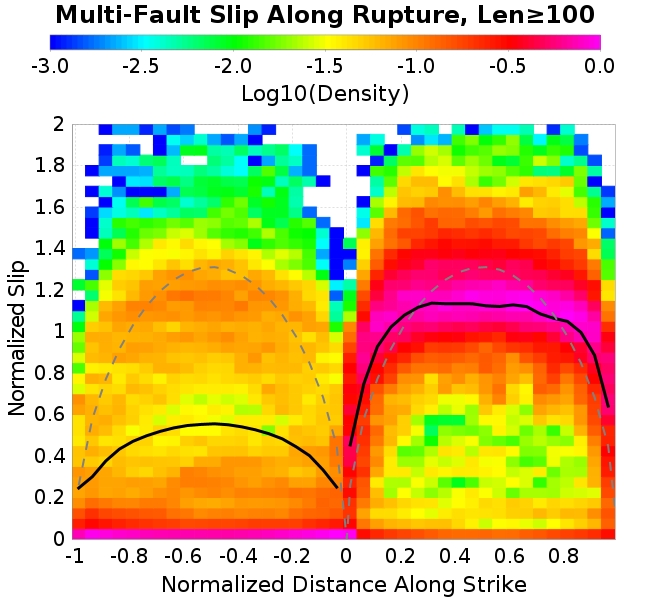 Multi-Fault Slip Along Rupture, Len≥100
-3.0 -2.5 -2.0 -1.5 -1.0 -0.5 0.0
Log10(Density)
2
1.8
1.6
1.4
1.2
1
0.8
0.6
0.4
0.2
0
Normalized Slip
-1 -0.8 -0.6 -0.4 -0.2 0 0.2 0.4 0.6 0.8
Normalized Distance Along Strike